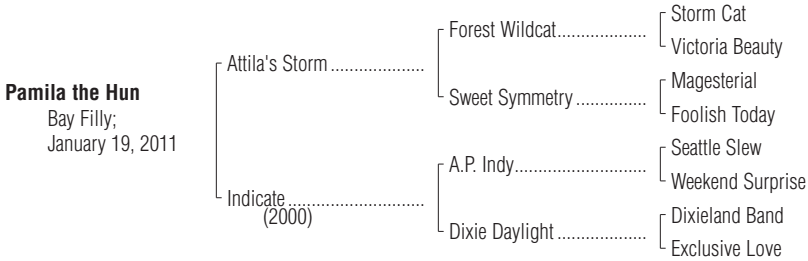 Storm Cat
Forest Wildcat....................
Victoria Beauty
Attila's Storm .....................
Magesterial
Sweet Symmetry ................
Foolish Today
Pamila the Hun
Bay Filly;
January 19, 2011
Seattle Slew
A.P. Indy..............................
Weekend Surprise
Indicate ...............................
(2000)
Dixieland Band
Dixie Daylight ....................
Exclusive Love